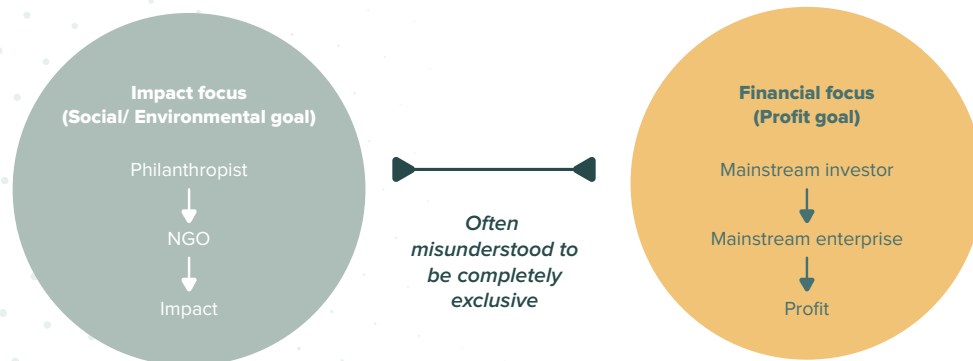 Impact focus
(Social/ Environmental goal)
Philanthropist
NGO
Impact
Often
misunderstood to
be completely
exclusive
Financial focus
(Profit goal)
Mainstream investor
Mainstream enterprise
Profit